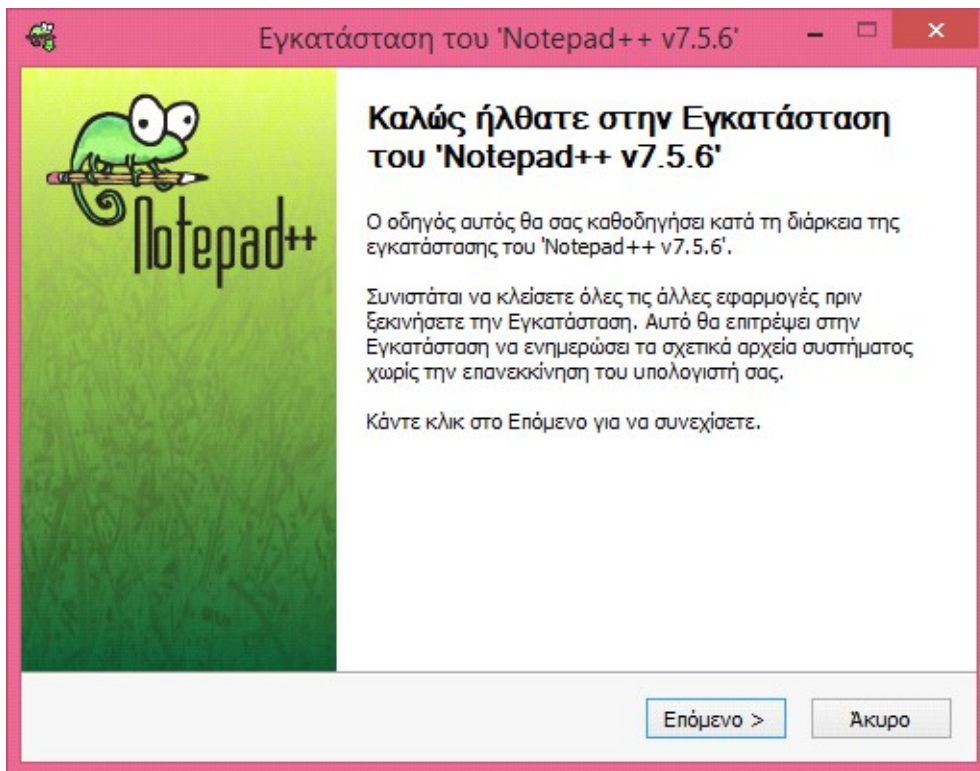 Εγκατάσταση του 'Notepad++ v7.5.6'
Καλώς ήλθατε στην Εγκατάσταση
του 'Notepad++ v7.5.6'
Notepad++
Ο οδηγός αυτός θα σας καθοδηγήσει κατά τη διάρκεια της
εγκατάστασης του 'Notepad++ v7.5.6'.
Συνιστάται να κλείσετε όλες τις άλλες εφαρμογές πριν
ξεκινήσετε την Εγκατάσταση. Αυτό θα επιτρέψει στην
Εγκατάσταση να ενημερώσει τα σχετικά αρχεία συστήματος
χωρίς την επανεκκίνηση του υπολογιστή σας.
Κάντε κλικ στο Επόμενο για να συνεχίσετε.
Επόμενο >
Άκυρο